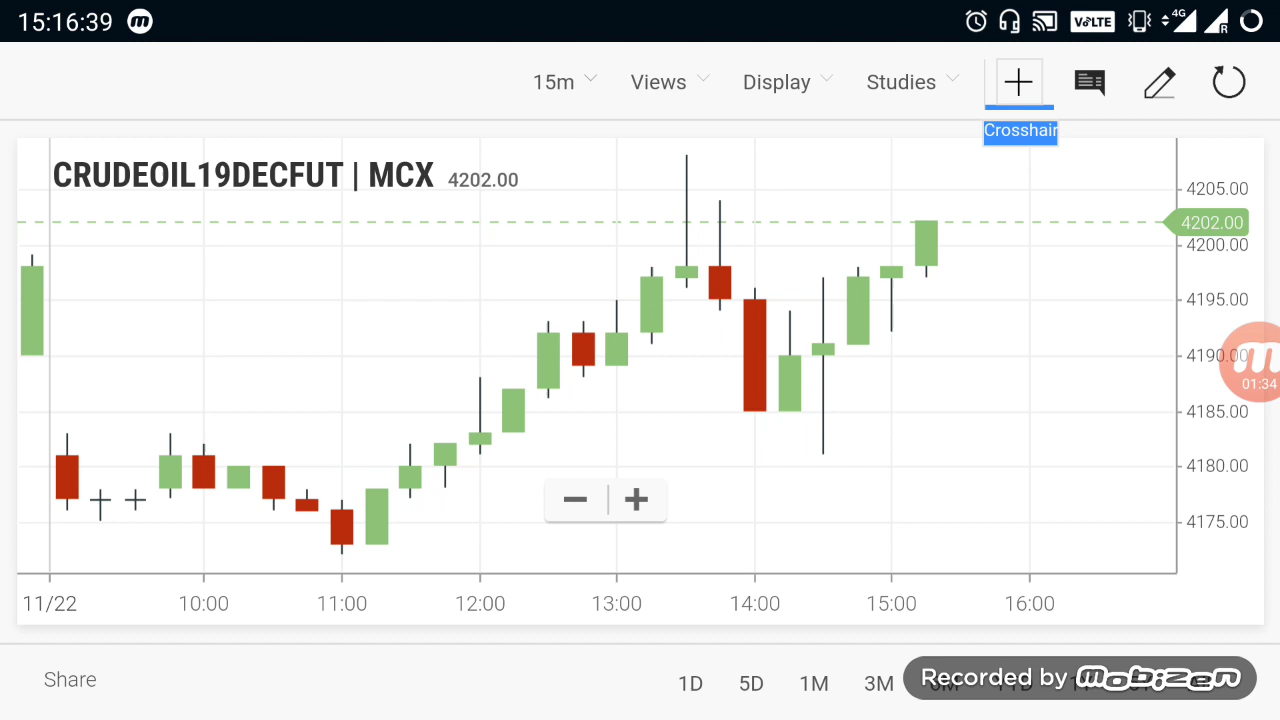 15:16:39
VoLTE 4G R
15m Views Display Studies
Crosshair
CRUDEOIL19DECFUT | MCX 4202.00
4205.00
4202.00
4200.00
4195.00
4190.00
01:34
4185.00
4180.00
4175.00
11/22 10:00 11:00 12:00 13:00 14:00 15:00 16:00
Share 1D 5D 1M 3M
Recorded by mobizen